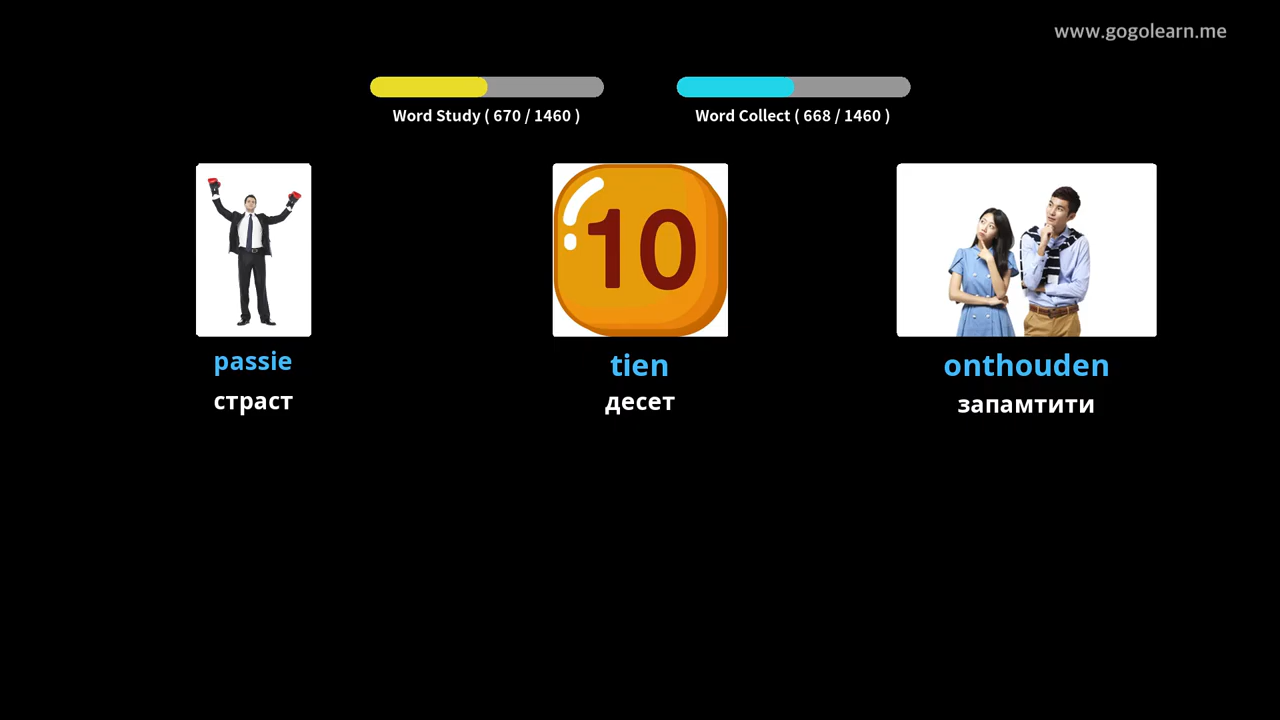 www.gogolearn.me
Word Study ( 670 / 1460 )
Word Collect ( 668 / 1460 )
10
passie
tien
onthouden
страст
десет
запамтити